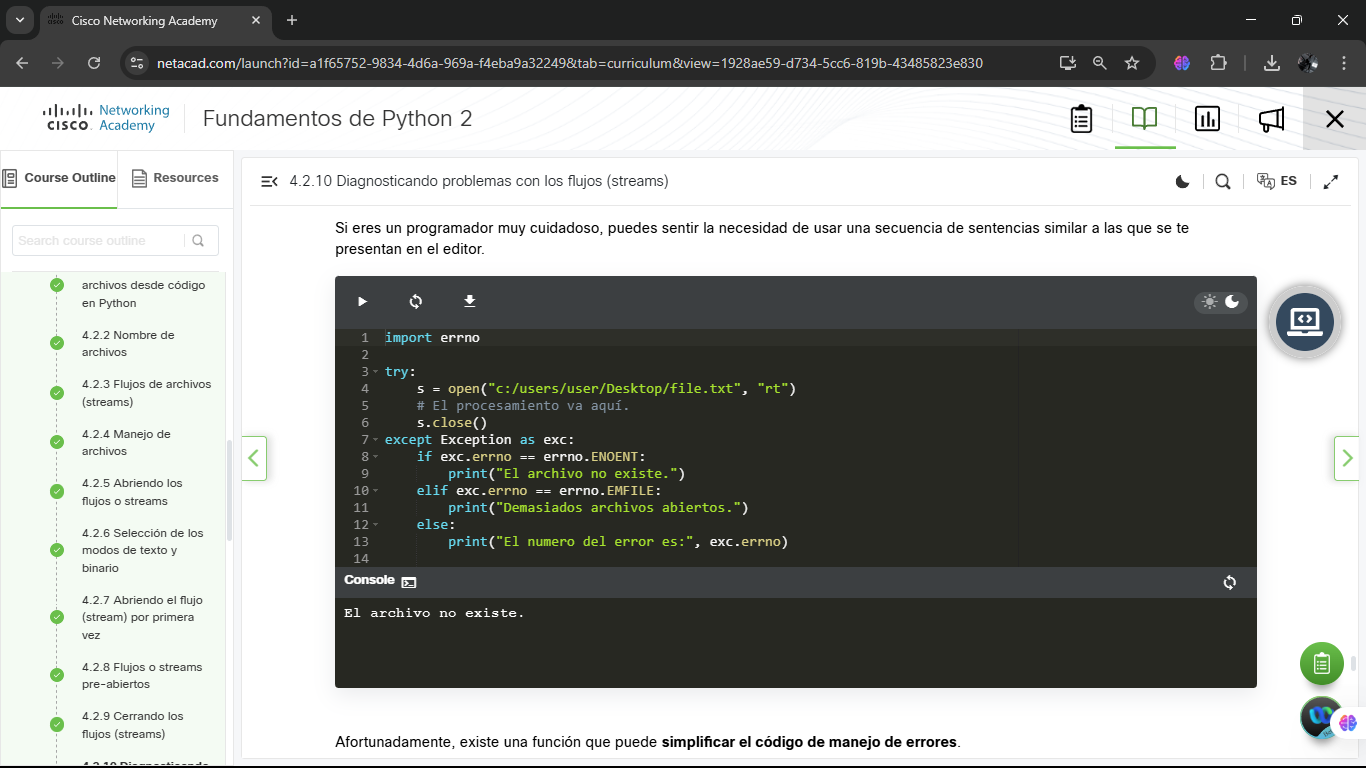 Cisco Networking Academy
netacad.com/launch?id=a1f65752-9834-4d6a-969a-f4eba9a32249&tab=curriculum&view=1928ae59-d734-5cc6-819b-43485823e830
CISCO Networking Academy
Fundamentos de Python 2
Course Outline
Resources
Search course outline
archivos desde código
en Python
4.2.2 Nombre de
archivos
4.2.3 Flujos de archivos
(streams)
4.2.4 Manejo de
archivos
4.2.5 Abriendo los
flujos o streams
4.2.6 Selección de los
modos de texto y
binario
4.2.7 Abriendo el flujo
(stream) por primera
vez
4.2.8 Flujos o streams
pre-abiertos
4.2.9 Cerrando los
flujos (streams)
4.2.10 Diagnosticando
4.2.10 Diagnosticando problemas con los flujos (streams)
ES
Si eres un programador muy cuidadoso, puedes sentir la necesidad de usar una secuencia de sentencias similar a las que se te
presentan en el editor.
1 import errno
2
3 try:
4     s = open("c:/users/user/Desktop/file.txt", "rt")
5     # El procesamiento va aquí.
6     s.close()
7 except Exception as exc:
8     if exc.errno == errno.ENOENT:
9         print("El archivo no existe.")
10     elif exc.errno == errno.EMFILE:
11         print("Demasiados archivos abiertos.")
12     else:
13         print("El numero del error es:", exc.errno)
14
Console
El archivo no existe.
Afortunadamente, existe una función que puede simplificar el código de manejo de errores.